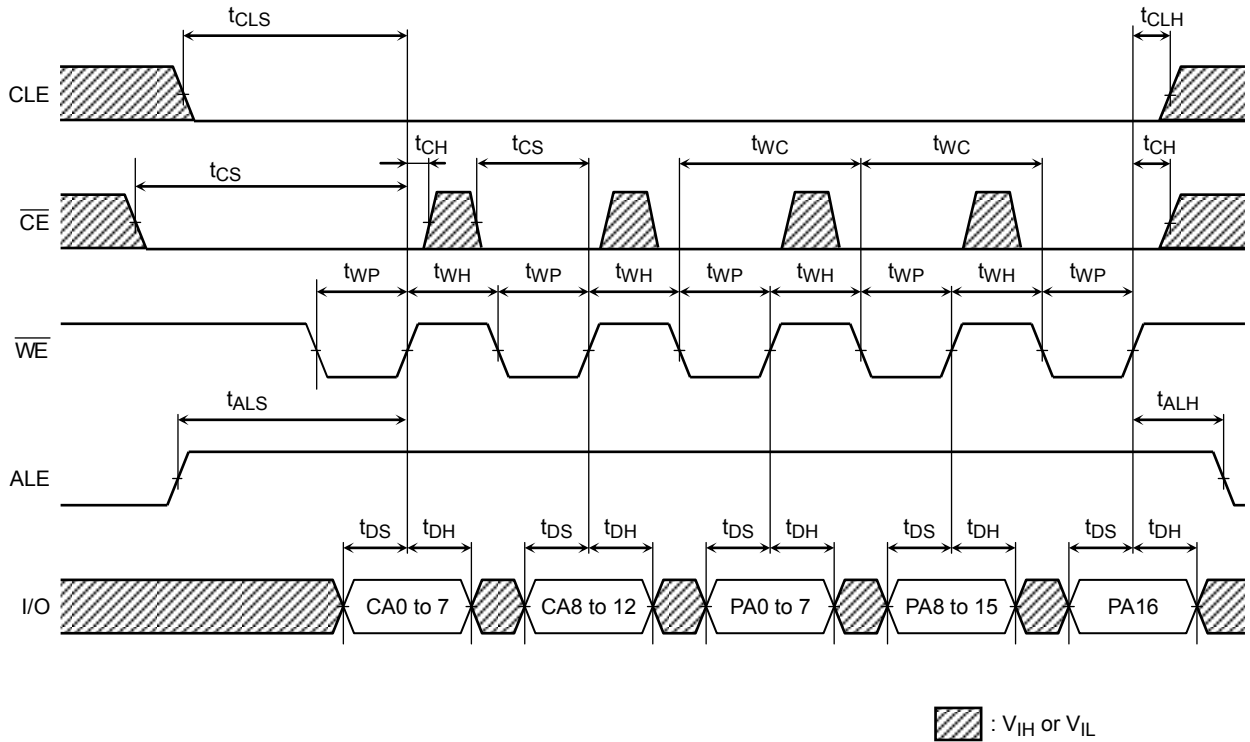 tCLS tCLH
CLE
tCH tCS tWC tWC tCH
tCS
CE
tWP tWH tWP tWH tWP tWH tWP tWH tWP
WE
tALS tALH
ALE
tDS tDH tDS tDH tDS tDH tDS tDH tDS tDH
I/O CA0 to 7 CA8 to 12 PA0 to 7 PA8 to 15 PA16
: VIH or VIL